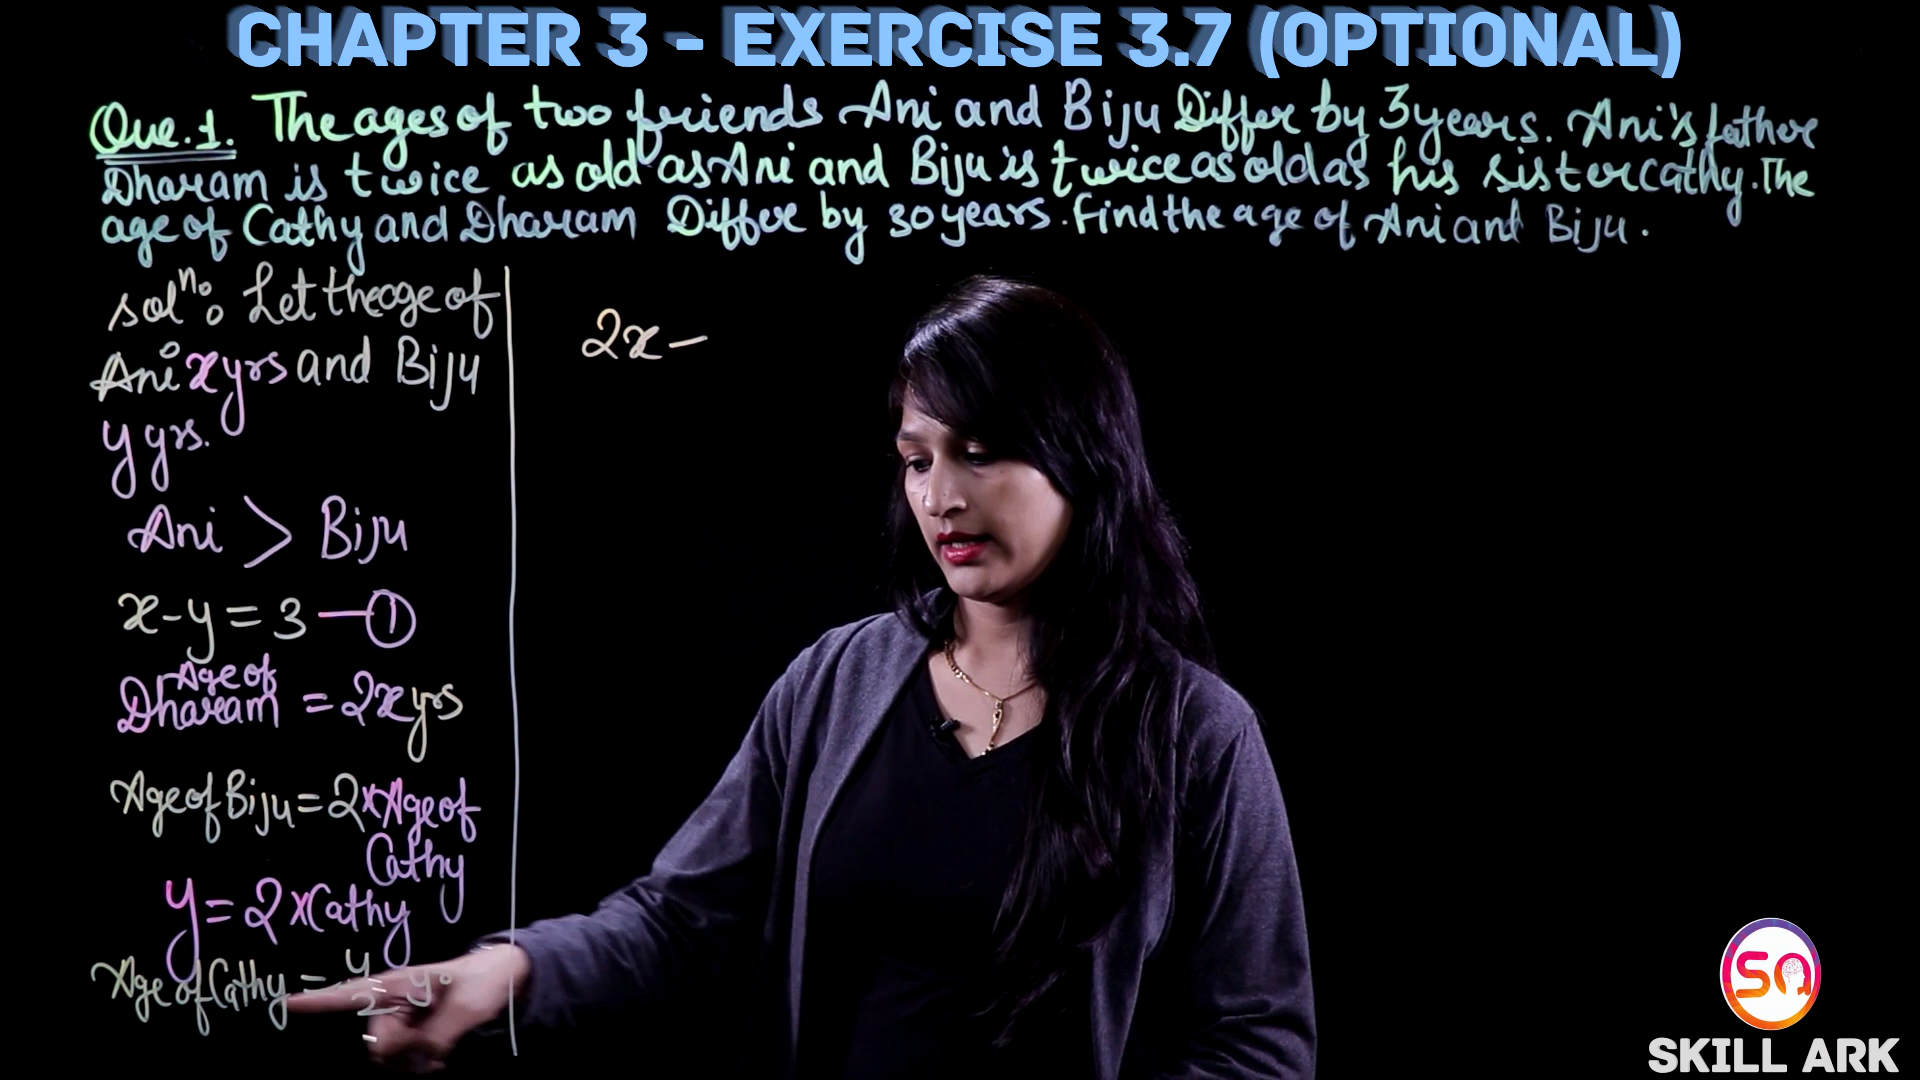 CHAPTER 3 - EXERCISE 3.7 (OPTIONAL)
Que.1. The ages of two friends Ani and Biju Differ by 3 years. Ani's father
Dharam is twice as old as Ani and Biju is twice as old as his sister Cathy. The
age of Cathy and Dharam Differ by 30 years. Find the age of Ani and Biju.
solⁿ: Let the age of
Ani x yrs and Biju
y yrs.
Ani > Biju
x - y = 3 — ①
Age of
Dharam = 2x yrs
Age of Biju = 2 x Age of
Cathy
y = 2 x Cathy
Age of Cathy = y/2
2x -
SA
SKILL ARK